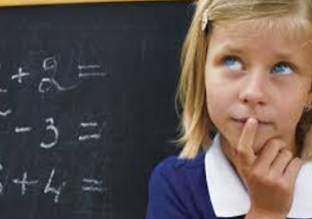 + 2 =
- 3 =
+ 4 =